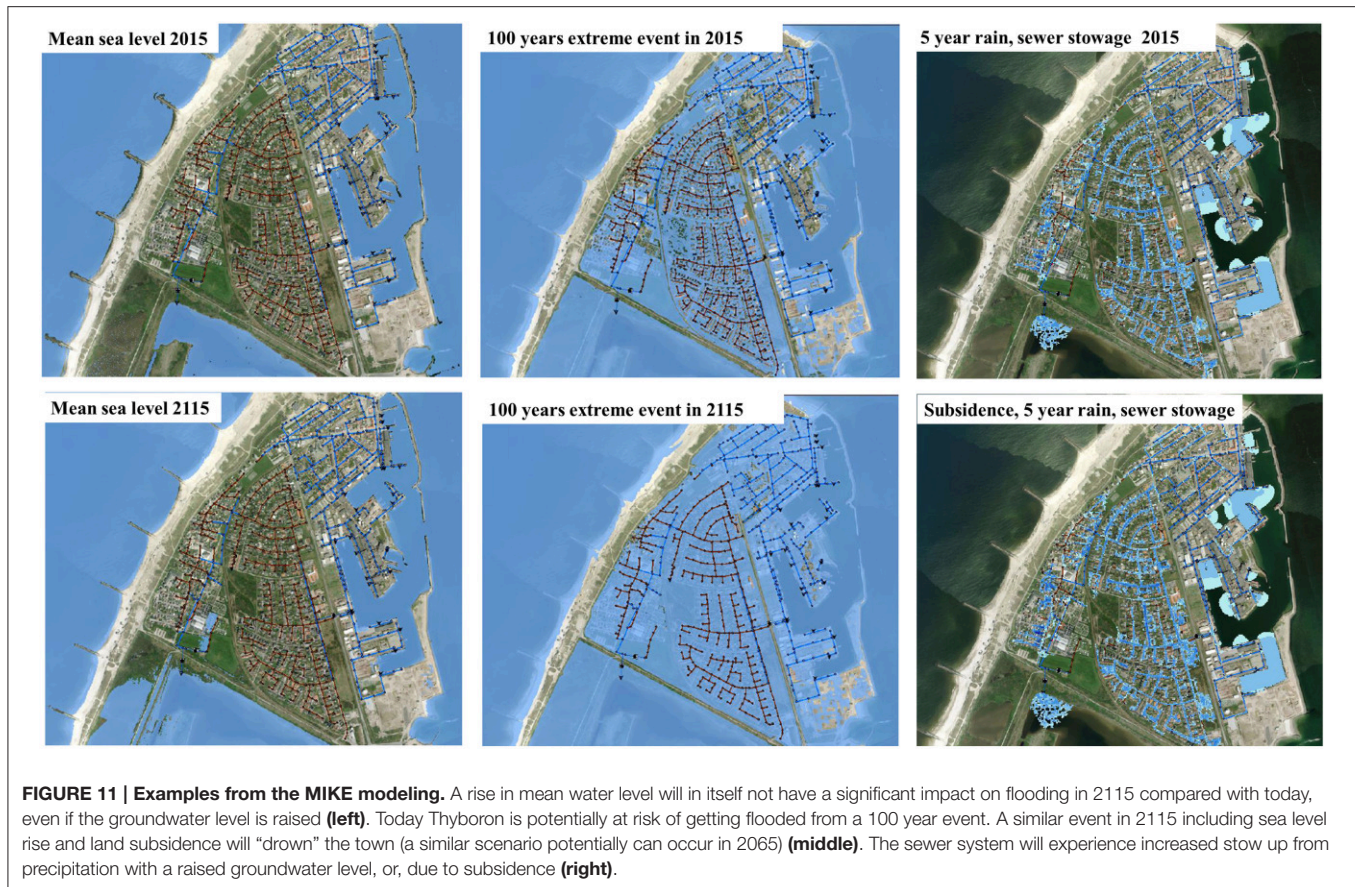 Mean sea level 2015
100 years extreme event in 2015
5 year rain, sewer stowage 2015
Mean sea level 2115
100 years extreme event in 2115
Subsidence, 5 year rain, sewer stowage
FIGURE 11 | Examples from the MIKE modeling. A rise in mean water level will in itself not have a significant impact on flooding in 2115 compared with today,
even if the groundwater level is raised (left). Today Thyboron is potentially at risk of getting flooded from a 100 year event. A similar event in 2115 including sea level
rise and land subsidence will “drown” the town (a similar scenario potentially can occur in 2065) (middle). The sewer system will experience increased stow up from
precipitation with a raised groundwater level, or, due to subsidence (right).